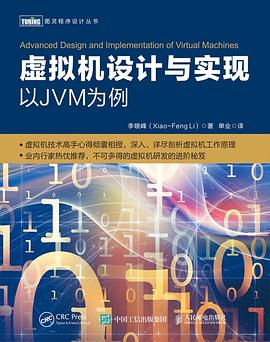 TURING 图灵程序设计丛书
Advanced Design and Implementation of Virtual Machines
虚拟机设计与实现
以JVM为例
李晓峰（Xiao-Feng Li）著 单业 译
● 虚拟机技术高手心得倾囊相授，深入、详尽剖析虚拟机工作原理
● 业内行家热忱推荐，不可多得的虚拟机研发的进阶秘笈
CRC Press
Taylor & Francis Group
中国工信出版集团
人民邮电出版社